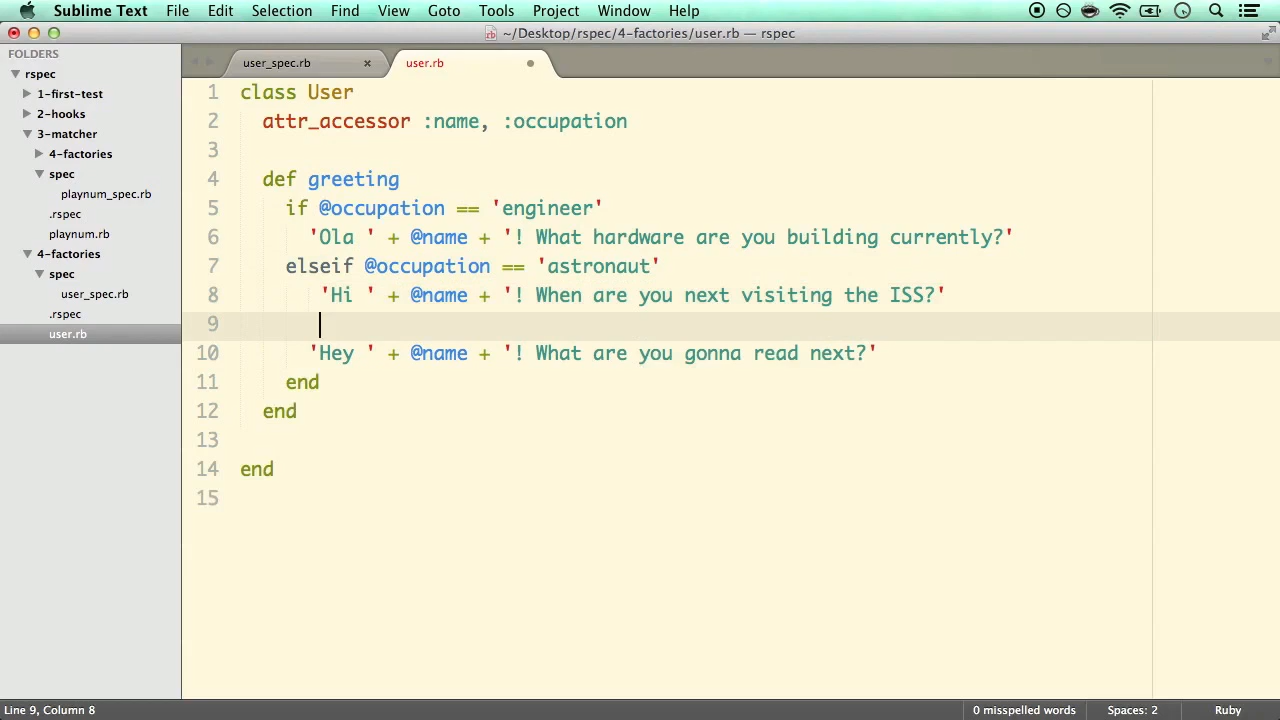 Sublime Text File Edit Selection Find View Goto Tools Project Window Help
~/Desktop/rspec/4-factories/user.rb — rspec
FOLDERS
rspec
1-first-test
2-hooks
3-matcher
4-factories
spec
playnum_spec.rb
.rspec
playnum.rb
4-factories
spec
user_spec.rb
.rspec
user.rb
user_spec.rb × user.rb
1 class User
2 attr_accessor :name, :occupation
3
4 def greeting
5 if @occupation == 'engineer'
6 'Ola ' + @name + '! What hardware are you building currently?'
7 elseif @occupation == 'astronaut'
8 'Hi ' + @name + '! When are you next visiting the ISS?'
9
10 'Hey ' + @name + '! What are you gonna read next?'
11 end
12 end
13
14 end
15
Line 9, Column 8 0 misspelled words Spaces: 2 Ruby